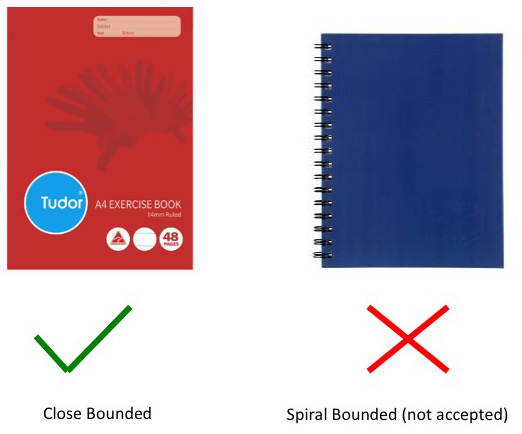 Name:
Subject:
Year: School:
Tudor®
A4 EXERCISE BOOK
14mm Ruled
48
PAGES
Close Bounded
Spiral Bounded (not accepted)